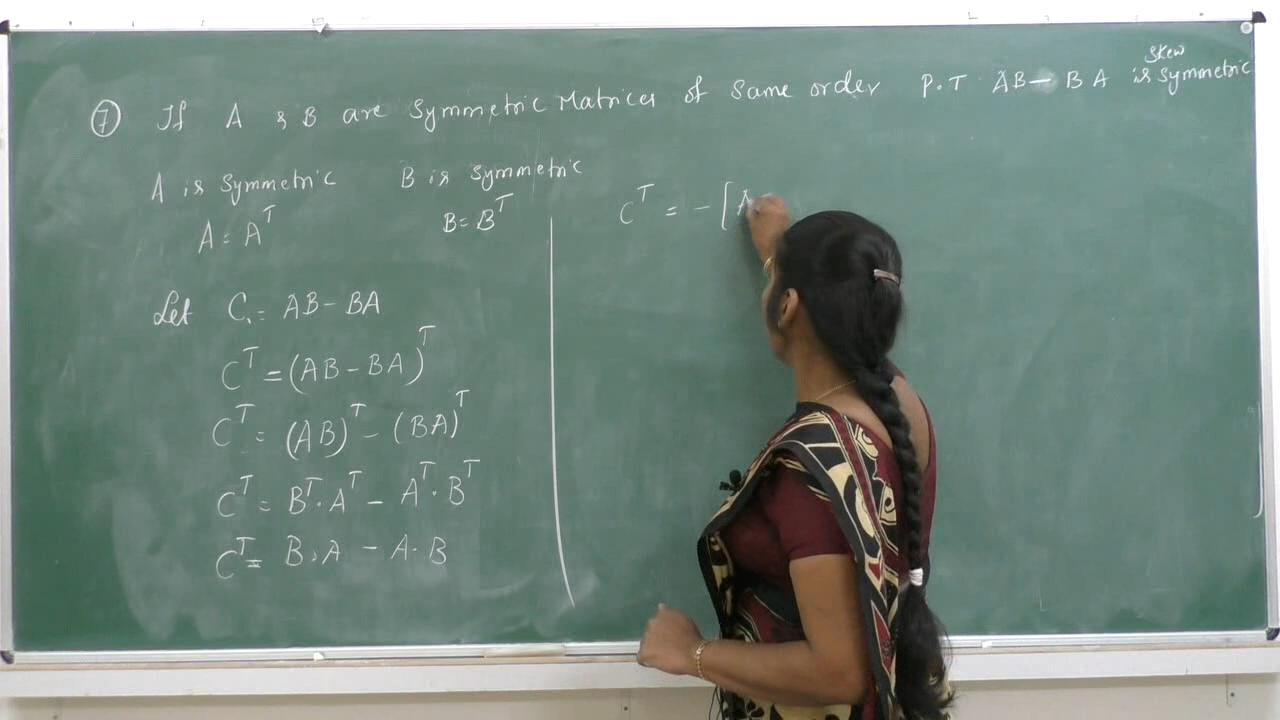 7 If A & B are Symmetric Matrices of Same order P.T AB - BA is skew symmetric
A is Symmetric B is symmetric
A = A^T B = B^T
Let C = AB - BA
C^T = (AB - BA)^T
C^T = (AB)^T - (BA)^T
C^T = B^T . A^T - A^T . B^T
C^T = B.A - A.B
C^T = - [A